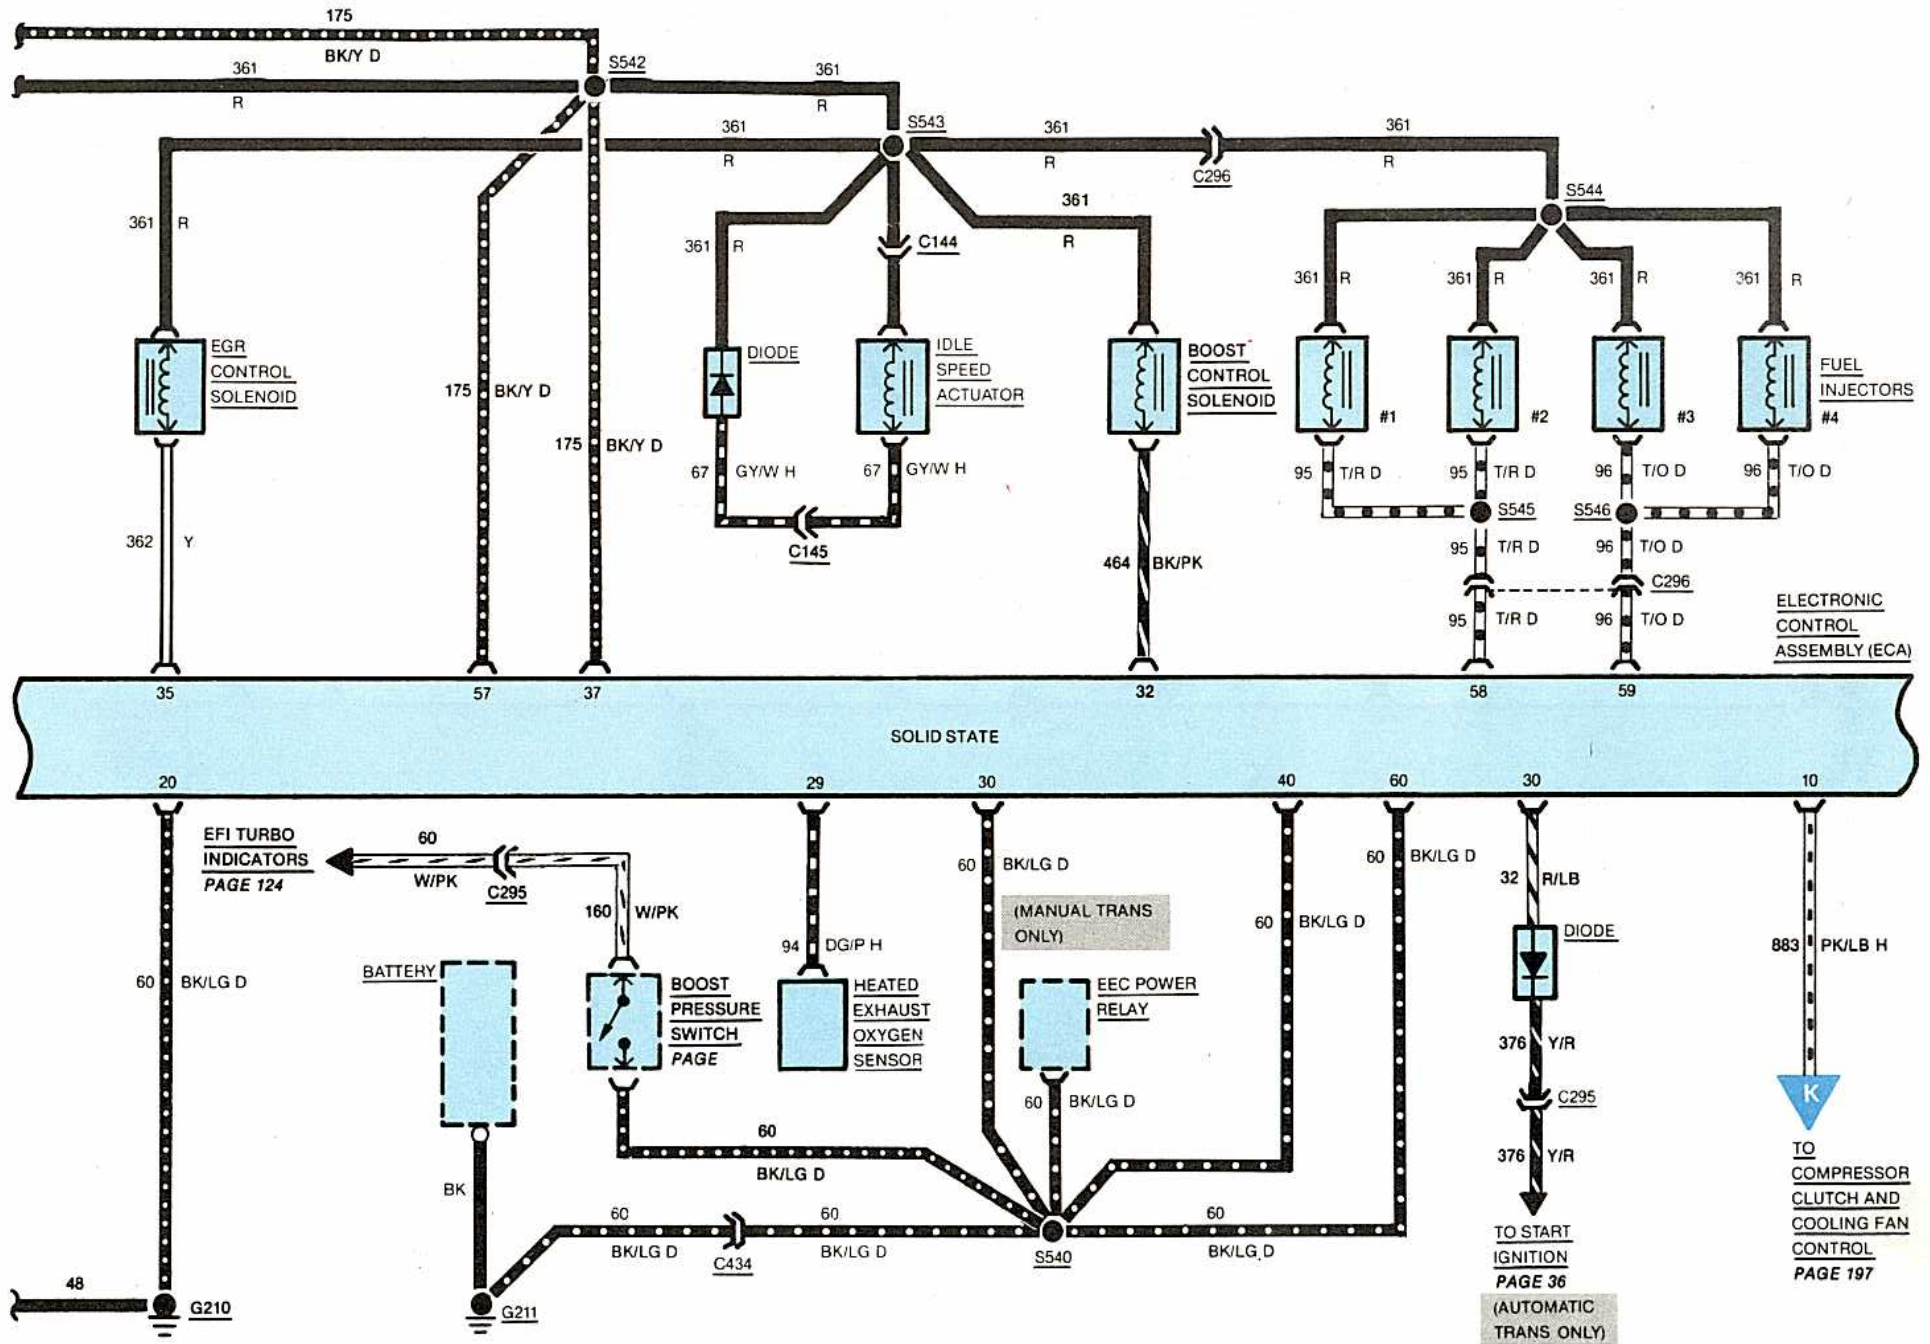 175
BK/Y D
361
R
S542
361
R
361
R
S543
361
R
C296
361
R
S544
361 R
361 R
C144
361
R
361 R
361 R
361 R
361 R
EGR
CONTROL
SOLENOID
175 BK/Y D
175 BK/Y D
DIODE
IDLE
SPEED
ACTUATOR
BOOST
CONTROL
SOLENOID
#1
#2
#3
FUEL
INJECTORS
#4
67 GY/W H
67 GY/W H
C145
95 T/R D
95 T/R D
96 T/O D
96 T/O D
S545
S546
362 Y
464 BK/PK
95 T/R D
96 T/O D
C296
95 T/R D
96 T/O D
ELECTRONIC
CONTROL
ASSEMBLY (ECA)
35
57
37
32
58
59
SOLID STATE
20
29
30
40
60
30
10
EFI TURBO
INDICATORS
PAGE 124
60
W/PK
C295
160 W/PK
60 BK/LG D
BATTERY
BOOST
PRESSURE
SWITCH
PAGE
94 DG/P H
HEATED
EXHAUST
OXYGEN
SENSOR
60 BK/LG D
(MANUAL TRANS
ONLY)
EEC POWER
RELAY
60 BK/LG D
60 BK/LG D
60 BK/LG D
32 R/LB
DIODE
376 Y/R
C295
376 Y/R
TO START
IGNITION
PAGE 36
(AUTOMATIC
TRANS ONLY)
883 PK/LB H
K
TO
COMPRESSOR
CLUTCH AND
COOLING FAN
CONTROL
PAGE 197
60
BK/LG D
BK
60
BK/LG D
C434
60
BK/LG D
S540
60
BK/LG D
48
G210
G211